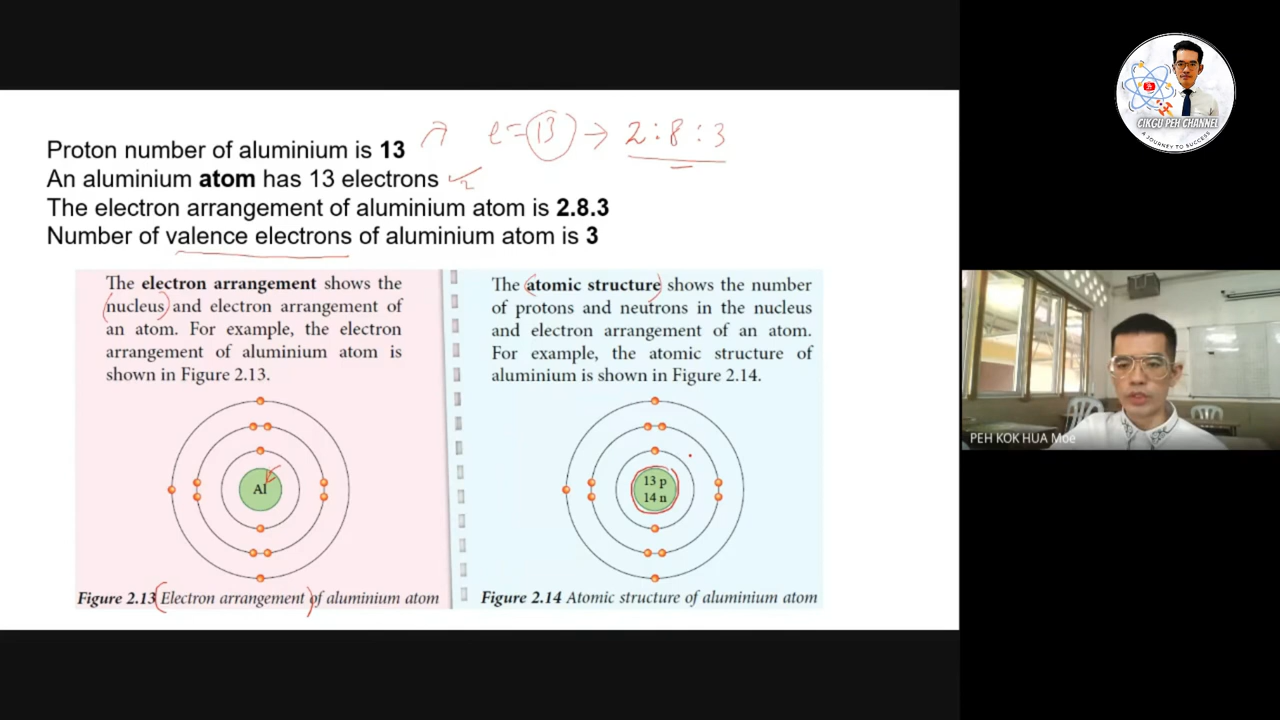 Proton number of aluminium is 13
e = 13 → 2:8:3
An aluminium atom has 13 electrons
The electron arrangement of aluminium atom is 2.8.3
Number of valence electrons of aluminium atom is 3
The electron arrangement shows the
nucleus and electron arrangement of
an atom. For example, the electron
arrangement of aluminium atom is
shown in Figure 2.13.
Al
Figure 2.13 Electron arrangement of aluminium atom
The atomic structure shows the number
of protons and neutrons in the nucleus
and electron arrangement of an atom.
For example, the atomic structure of
aluminium is shown in Figure 2.14.
13 p
14 n
Figure 2.14 Atomic structure of aluminium atom
CIKGU PEH CHANNEL
A JOURNEY TO SUCCESS
PEH KOK HUA Moe